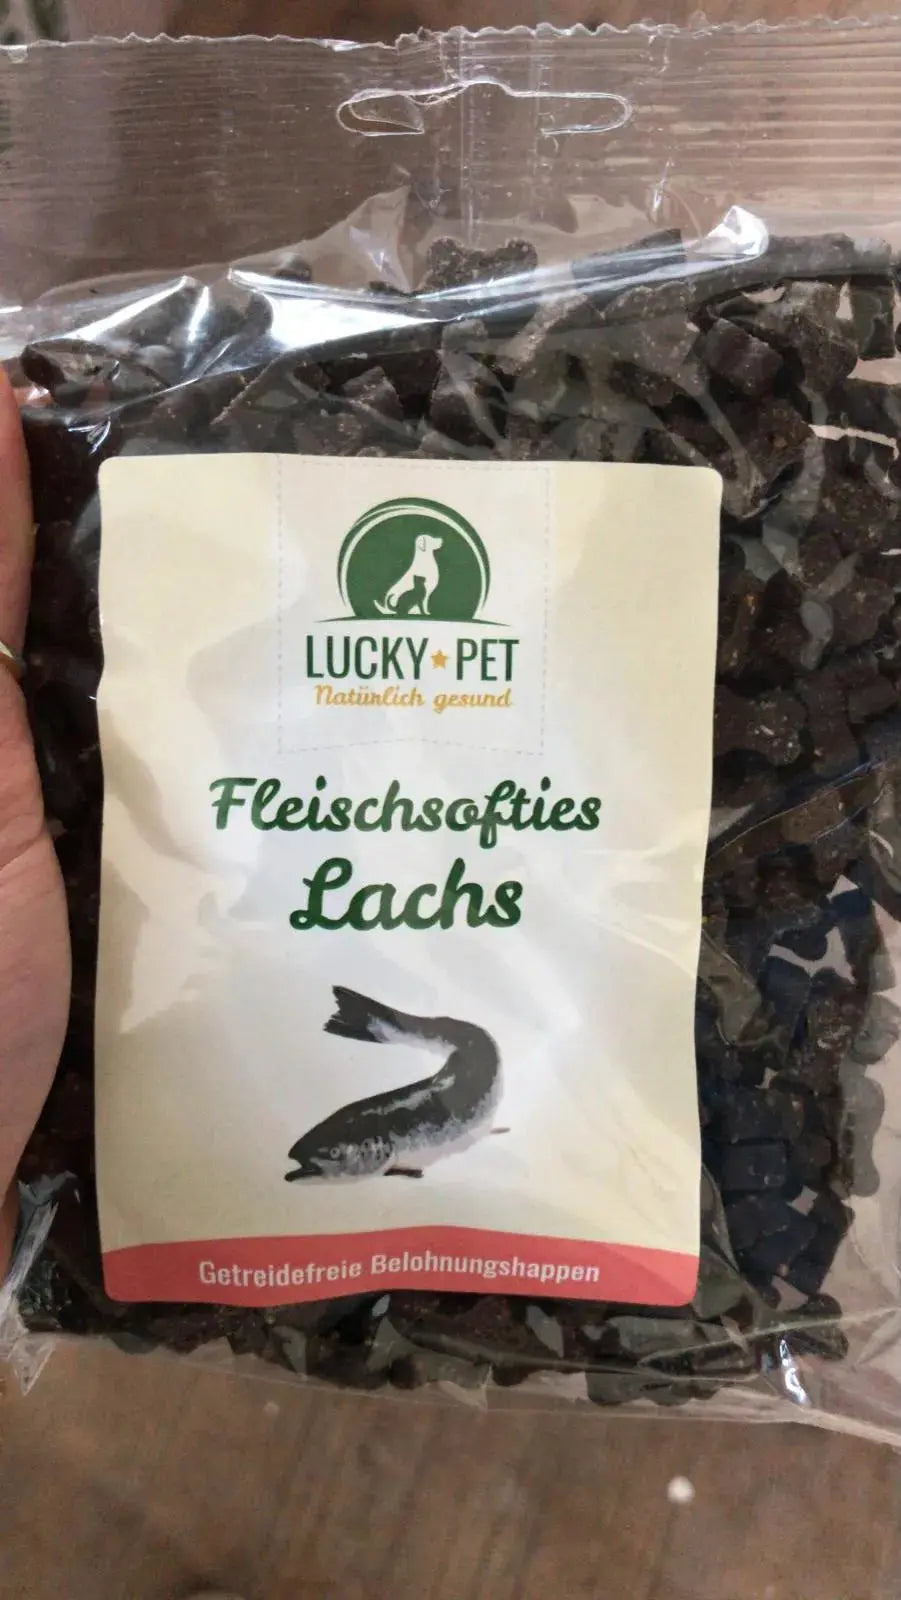 LUCKY PET
Natürlich gesund
Fleischsofties
Lachs
Getreidefreie Belohnungshappen